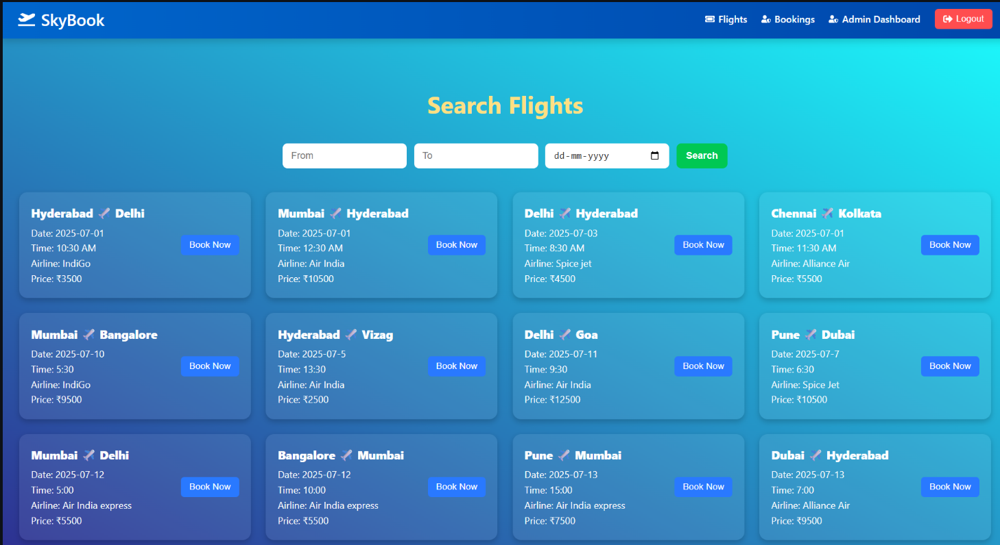 SkyBook
Flights
Bookings
Admin Dashboard
Logout
Search Flights
From
To
dd-mm-yyyy
Search
Hyderabad ✈️ Delhi
Date: 2025-07-01
Time: 10:30 AM
Airline: IndiGo
Price: ₹3500
Book Now
Mumbai ✈️ Hyderabad
Date: 2025-07-01
Time: 12:30 AM
Airline: Air India
Price: ₹10500
Book Now
Delhi ✈️ Hyderabad
Date: 2025-07-03
Time: 8:30 AM
Airline: Spice jet
Price: ₹4500
Book Now
Chennai ✈️ Kolkata
Date: 2025-07-01
Time: 11:30 AM
Airline: Alliance Air
Price: ₹5500
Book Now
Mumbai ✈️ Bangalore
Date: 2025-07-10
Time: 5:30
Airline: IndiGo
Price: ₹9500
Book Now
Hyderabad ✈️ Vizag
Date: 2025-07-5
Time: 13:30
Airline: Air India
Price: ₹2500
Book Now
Delhi ✈️ Goa
Date: 2025-07-11
Time: 9:30
Airline: Air India
Price: ₹12500
Book Now
Pune ✈️ Dubai
Date: 2025-07-7
Time: 6:30
Airline: Spice Jet
Price: ₹10500
Book Now
Mumbai ✈️ Delhi
Date: 2025-07-12
Time: 5:00
Airline: Air India express
Price: ₹5500
Book Now
Bangalore ✈️ Mumbai
Date: 2025-07-12
Time: 10:00
Airline: Air India express
Price: ₹5500
Book Now
Pune ✈️ Mumbai
Date: 2025-07-13
Time: 15:00
Airline: Air India express
Price: ₹7500
Book Now
Dubai ✈️ Hyderabad
Date: 2025-07-13
Time: 7:00
Airline: Alliance Air
Price: ₹9500
Book Now